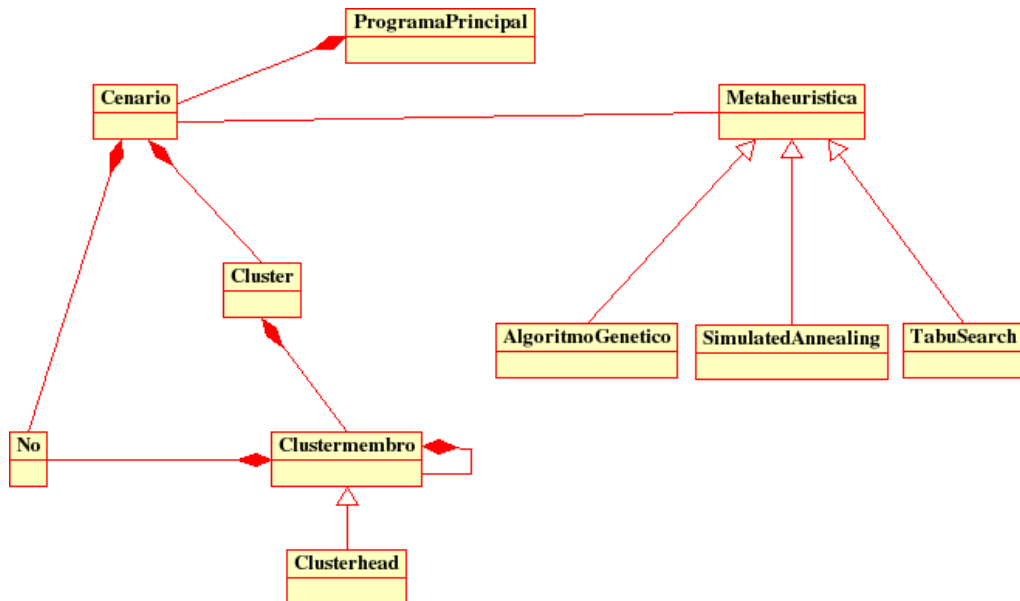 ProgramaPrincipal
Cenario
Metaheuristica
Cluster
AlgoritmoGenetico
SimulatedAnnealing
TabuSearch
No
Clustermembro
Clusterhead